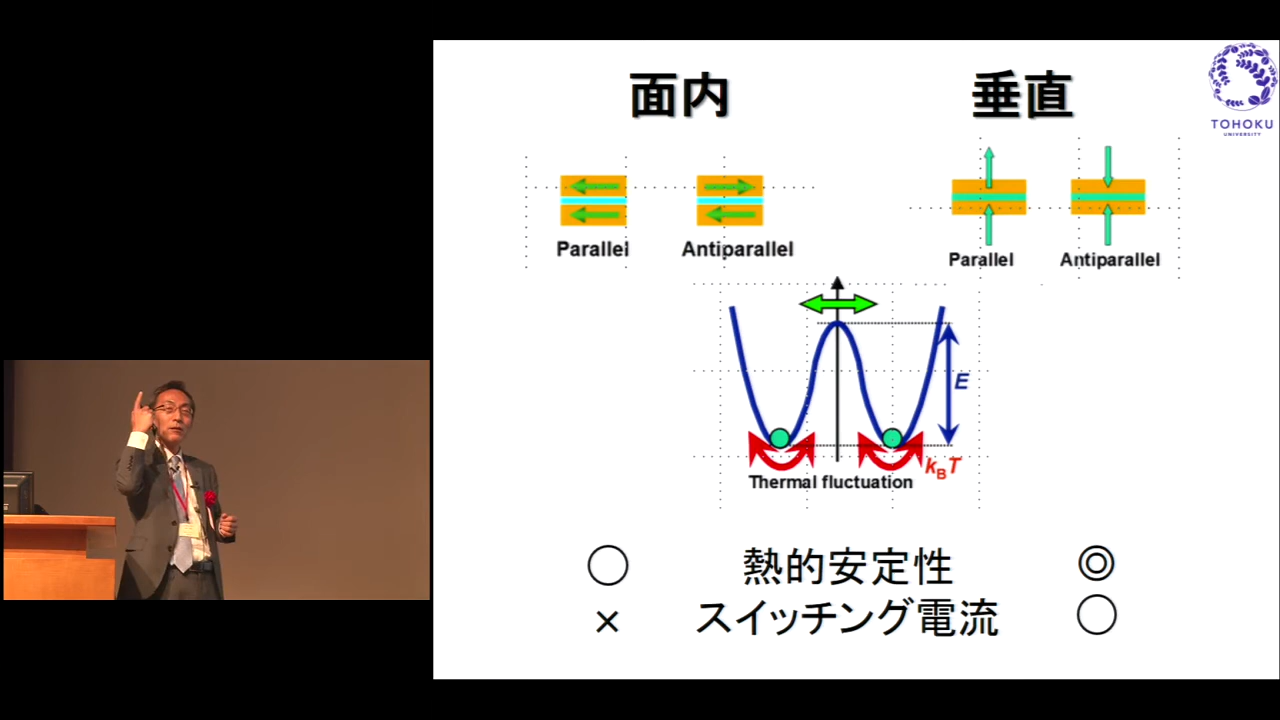 面内
垂直
TOHOKU
UNIVERSITY
Parallel
Antiparallel
Parallel
Antiparallel
E
kBT
Thermal fluctuation
○ 熱的安定性 ◎
× スイッチング電流 ○